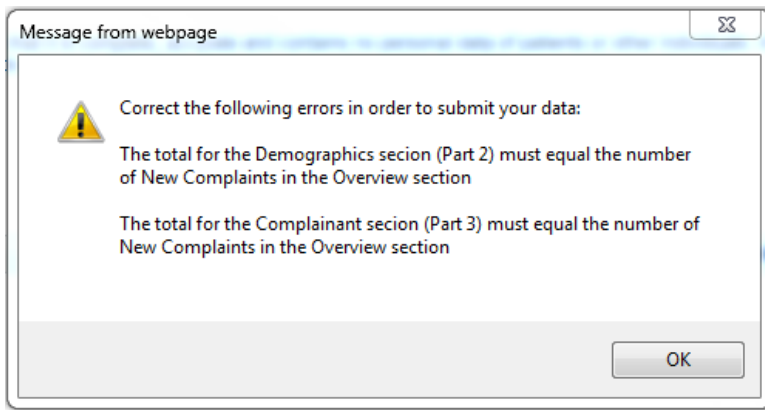 Message from webpage
Correct the following errors in order to submit your data:
The total for the Demographics secion (Part 2) must equal the number
of New Complaints in the Overview section
The total for the Complainant secion (Part 3) must equal the number of
New Complaints in the Overview section
OK